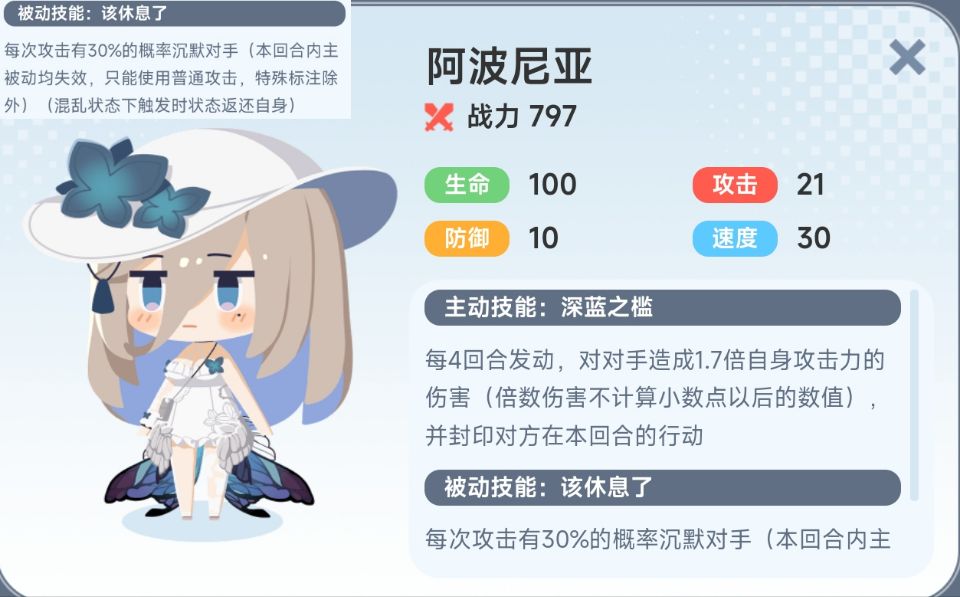 被动技能：该休息了
每次攻击有30%的概率沉默对手（本回合内主
被动均失效，只能使用普通攻击，特殊标注除
外）（混乱状态下触发时状态返还自身）
阿波尼亚
战力 797
生命 100
攻击 21
防御 10
速度 30
主动技能：深蓝之槛
每4回合发动，对对手造成1.7倍自身攻击力的
伤害（倍数伤害不计算小数点以后的数值），
并封印对方在本回合的行动
被动技能：该休息了
每次攻击有30%的概率沉默对手（本回合内主